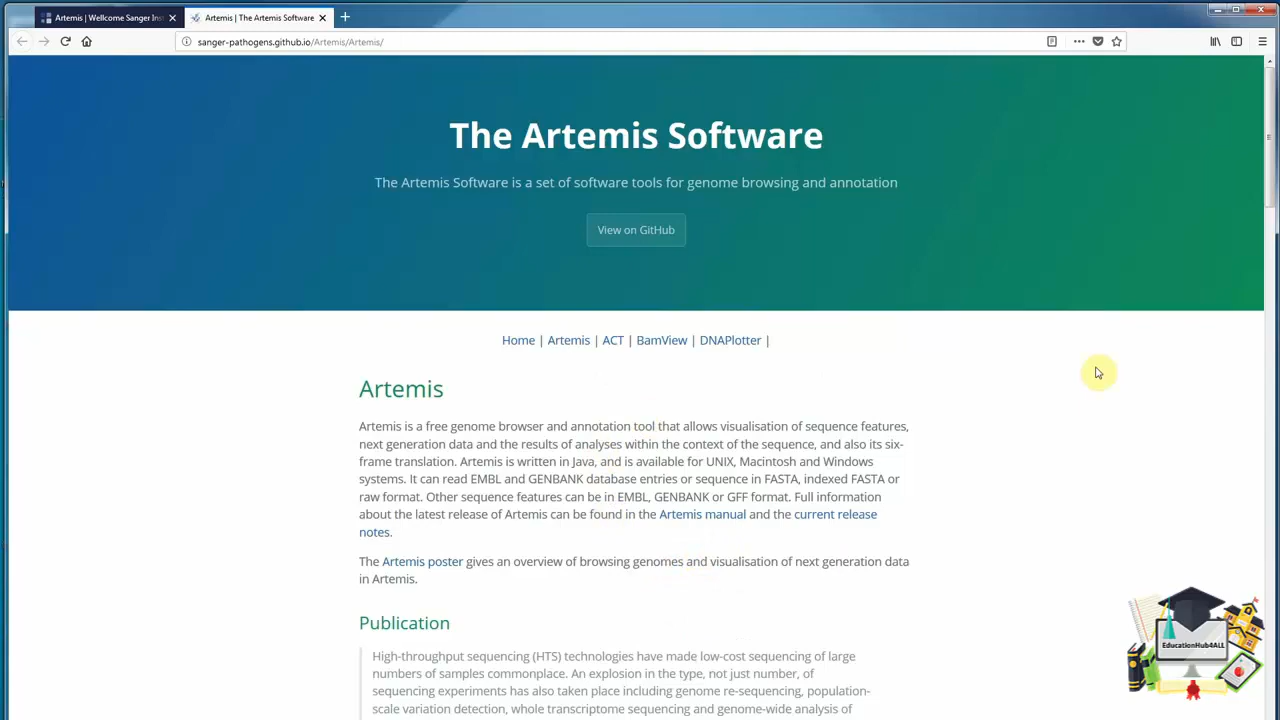 Artemis | Wellcome Sanger Ins
Artemis | The Artemis Software
sanger-pathogens.github.io/Artemis/Artemis/
The Artemis Software
The Artemis Software is a set of software tools for genome browsing and annotation
View on GitHub
Home | Artemis | ACT | BamView | DNAPlotter |
Artemis
Artemis is a free genome browser and annotation tool that allows visualisation of sequence features,
next generation data and the results of analyses within the context of the sequence, and also its six-
frame translation. Artemis is written in Java, and is available for UNIX, Macintosh and Windows
systems. It can read EMBL and GENBANK database entries or sequence in FASTA, indexed FASTA or
raw format. Other sequence features can be in EMBL, GENBANK or GFF format. Full information
about the latest release of Artemis can be found in the Artemis manual and the current release
notes.
The Artemis poster gives an overview of browsing genomes and visualisation of next generation data
in Artemis.
Publication
High-throughput sequencing (HTS) technologies have made low-cost sequencing of large
numbers of samples commonplace. An explosion in the type, not just number, of
sequencing experiments has also taken place including genome re-sequencing, population-
scale variation detection, whole transcriptome sequencing and genome-wide analysis of
EducationHub4ALL